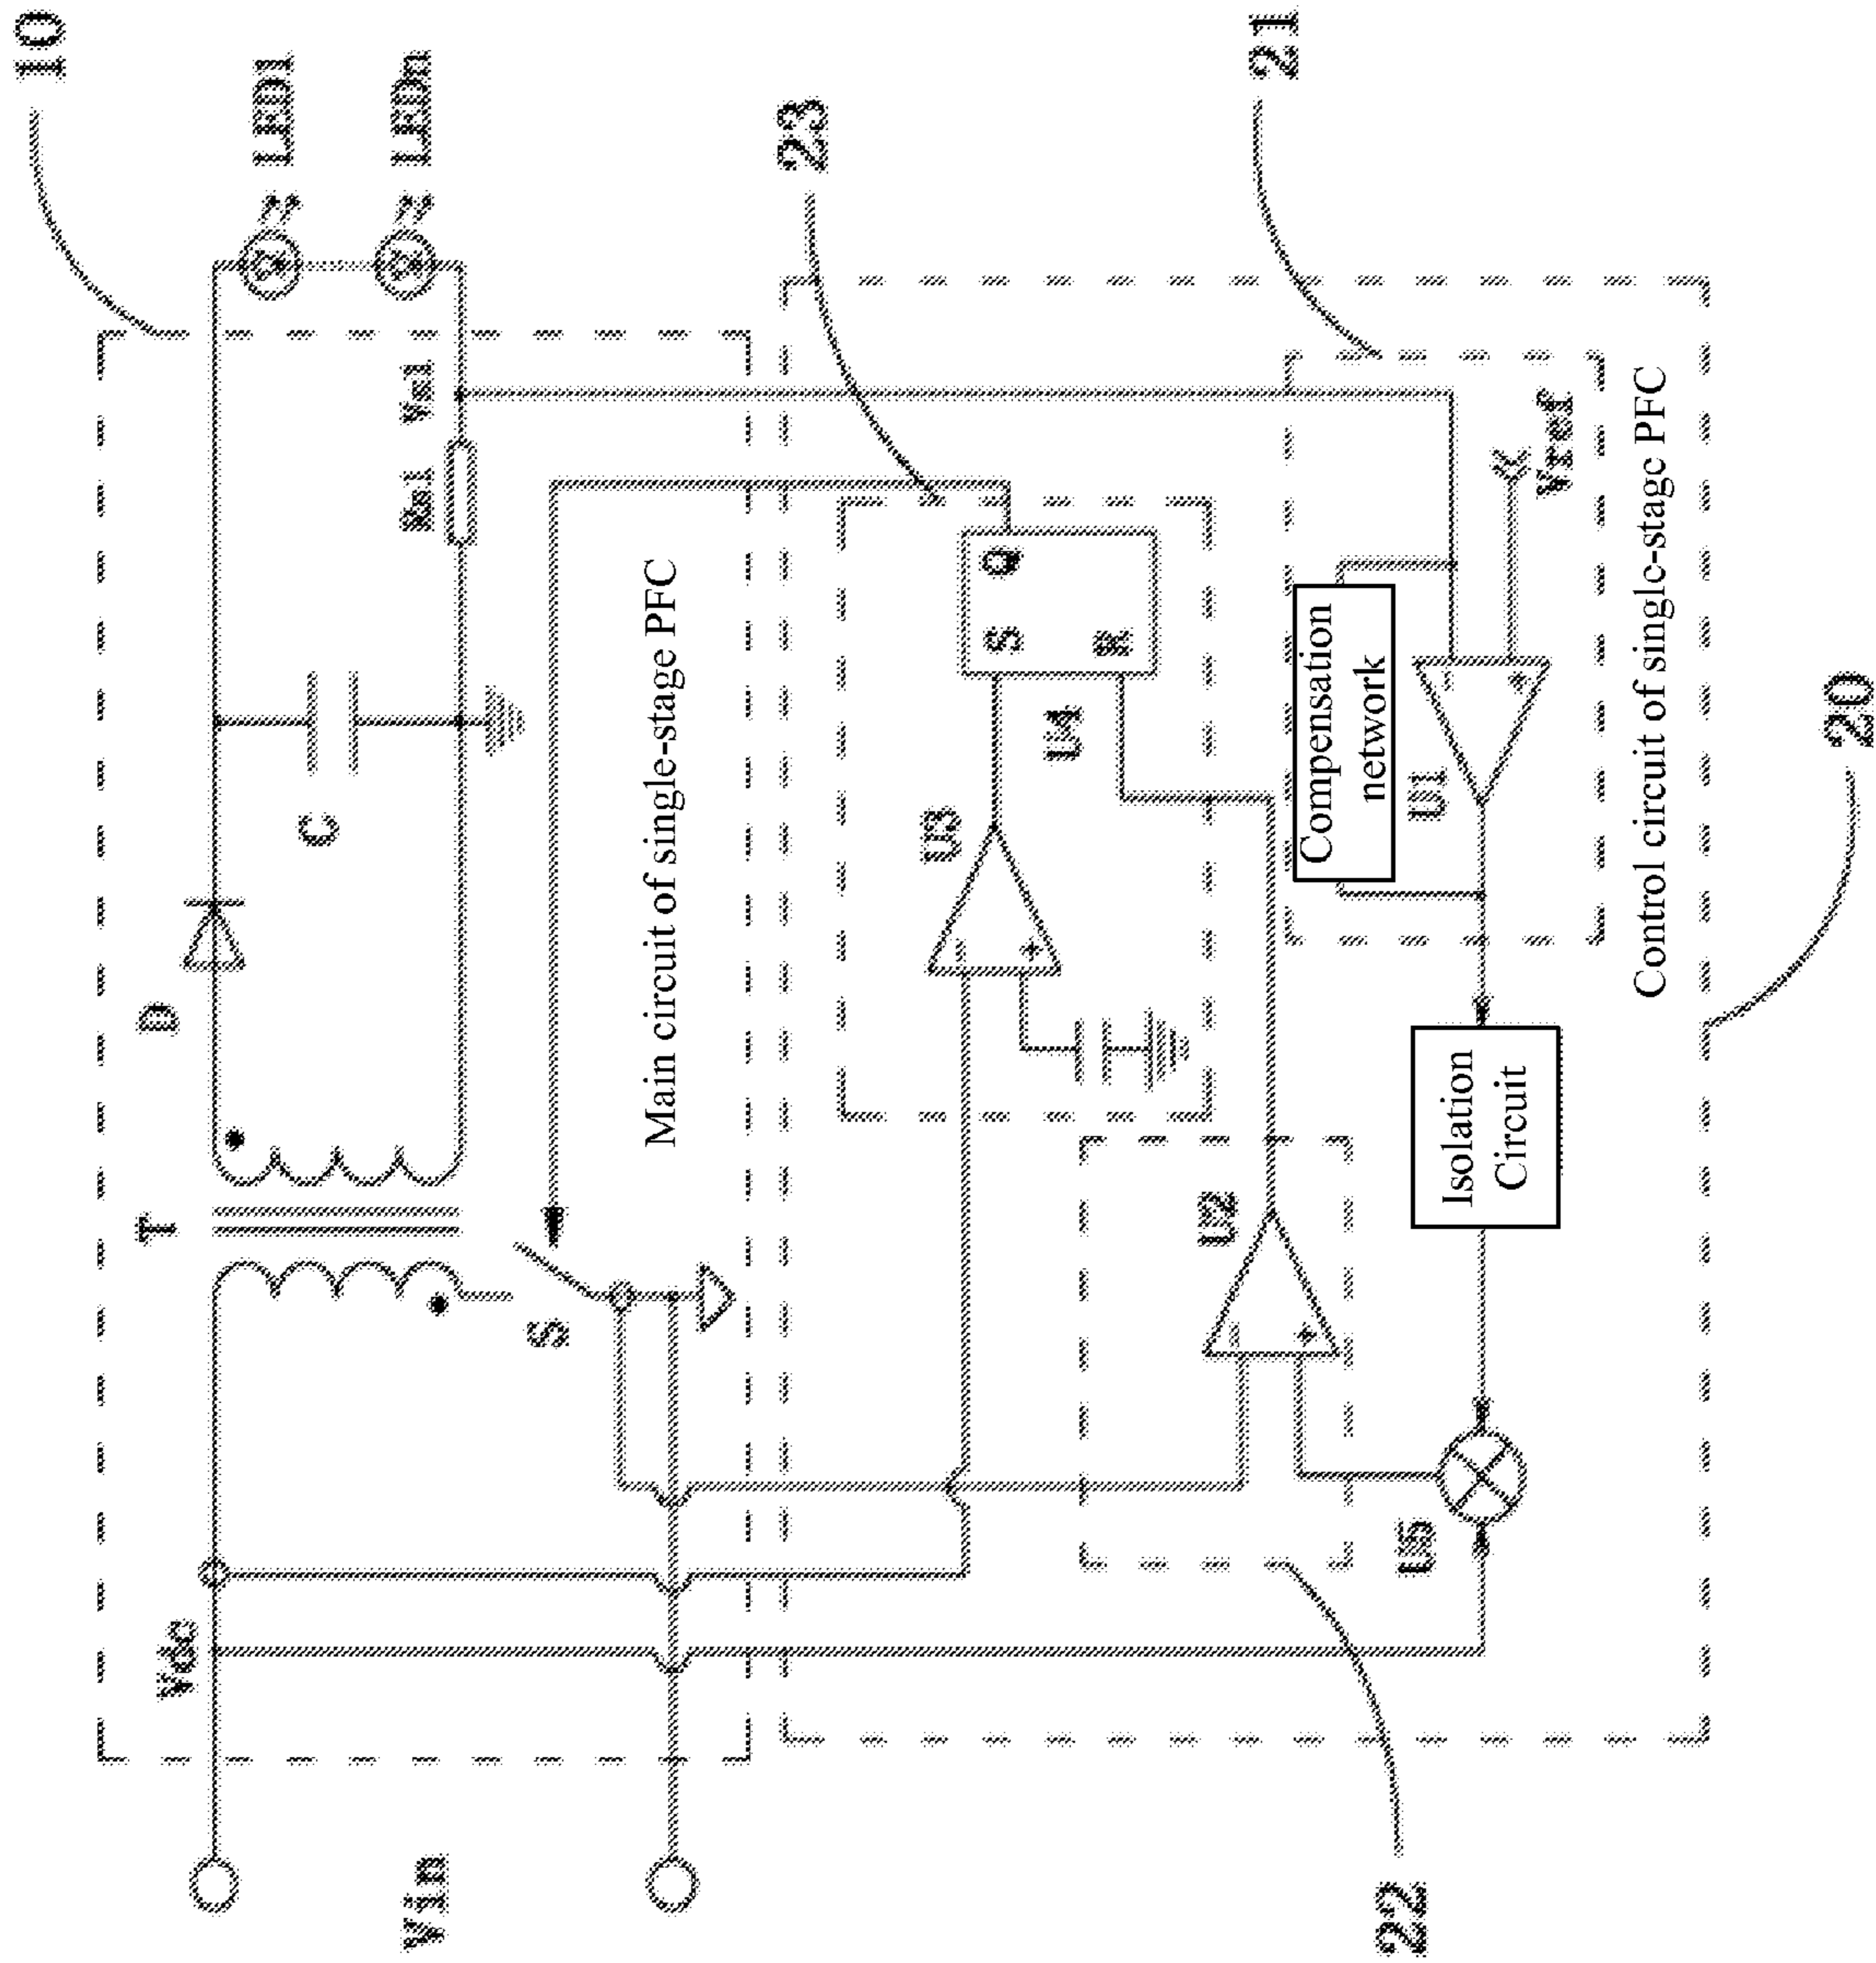 10
LED1
LEDn
Vin
Vdc
T
D
C
Rs1
Vs1
S
Main circuit of single-stage PFC
23
U3
-
+
U4
S
Q
R
21
22
U2
-
+
Compensation
network
U1
-
+
Vref
U5
Isolation
Circuit
Control circuit of single-stage PFC
20